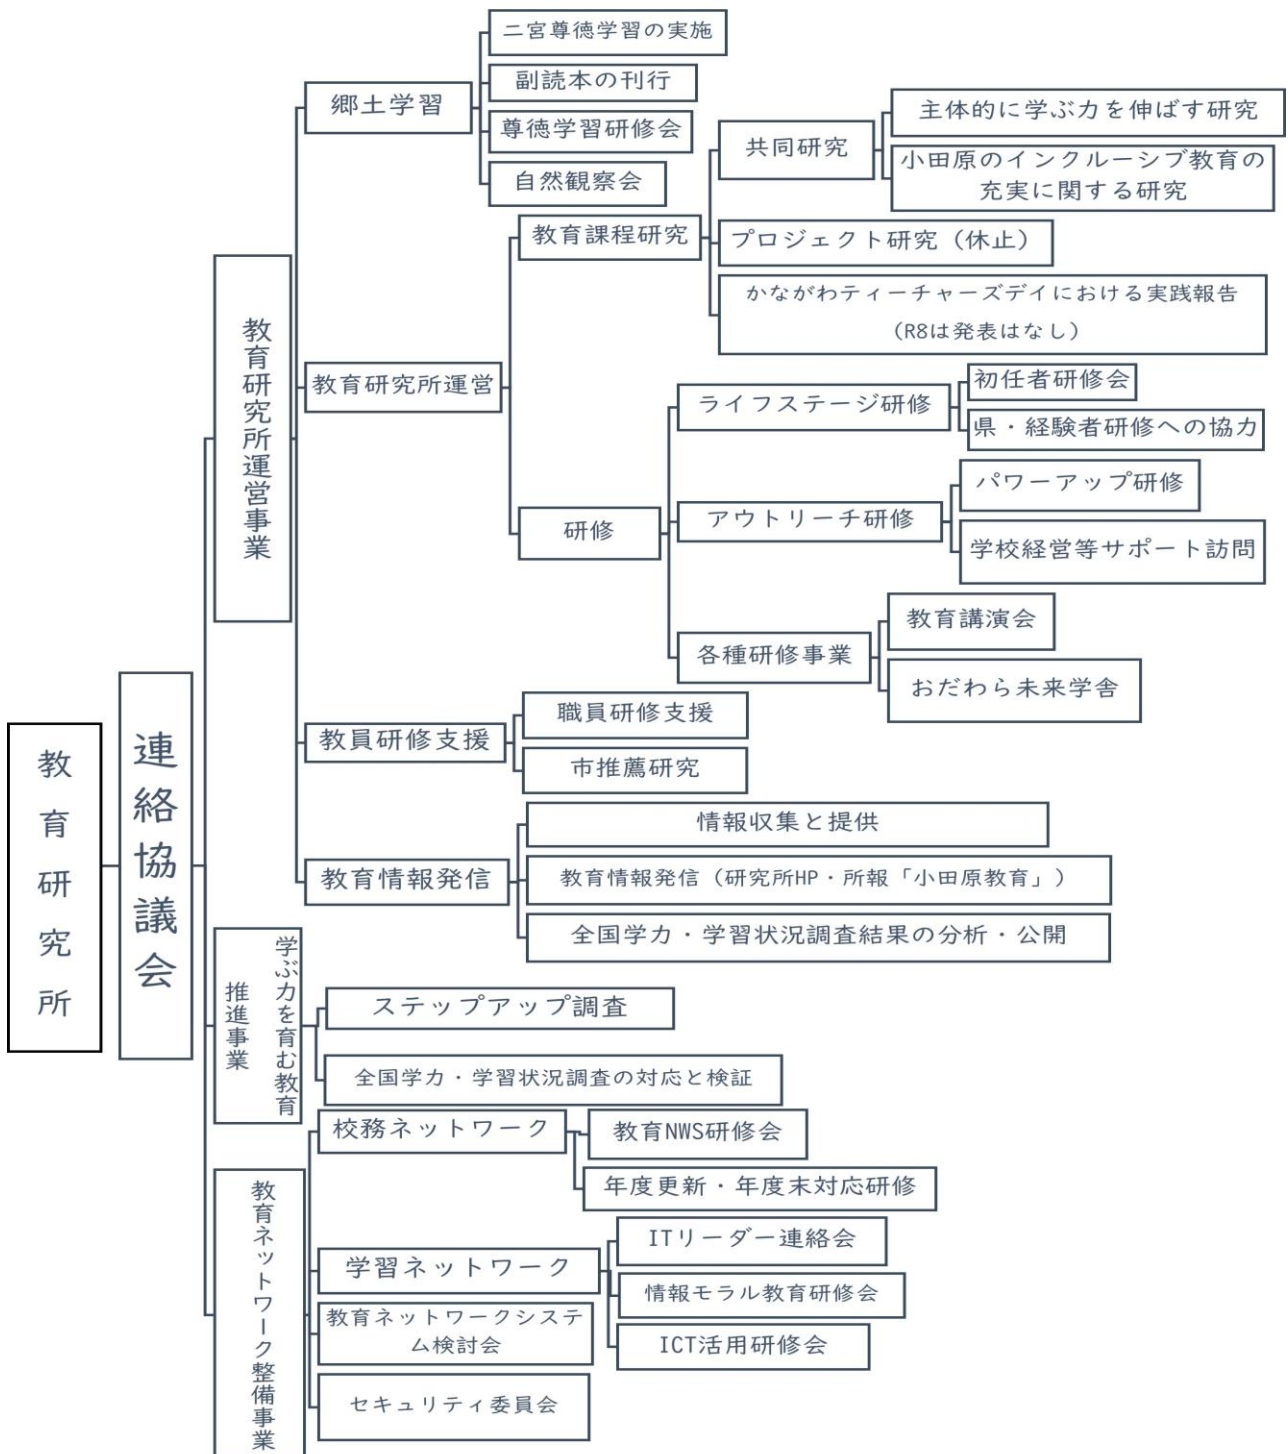 教育研究所
連絡協議会
教育研究所運営事業
郷土学習
二宮尊徳学習の実施
副読本の刊行
尊徳学習研修会
自然観察会
教育研究所運営
教育課程研究
共同研究
主体的に学ぶ力を伸ばす研究
小田原のインクルーシブ教育の
充実に関する研究
プロジェクト研究（休止）
かながわティーチャーズデイにおける実践報告
（R8は発表はなし）
研修
ライフステージ研修
初任者研修会
県・経験者研修への協力
アウトリーチ研修
パワーアップ研修
学校経営等サポート訪問
各種研修事業
教育講演会
おだわら未来学舎
教員研修支援
職員研修支援
市推薦研究
教育情報発信
情報収集と提供
教育情報発信（研究所HP・所報「小田原教育」）
全国学力・学習状況調査結果の分析・公開
学ぶ力を育む教育
推進事業
ステップアップ調査
全国学力・学習状況調査の対応と検証
教育ネットワーク整備事業
校務ネットワーク
教育NWS研修会
年度更新・年度末対応研修
学習ネットワーク
ITリーダー連絡会
情報モラル教育研修会
ICT活用研修会
教育ネットワークシステ
ム検討会
セキュリティ委員会